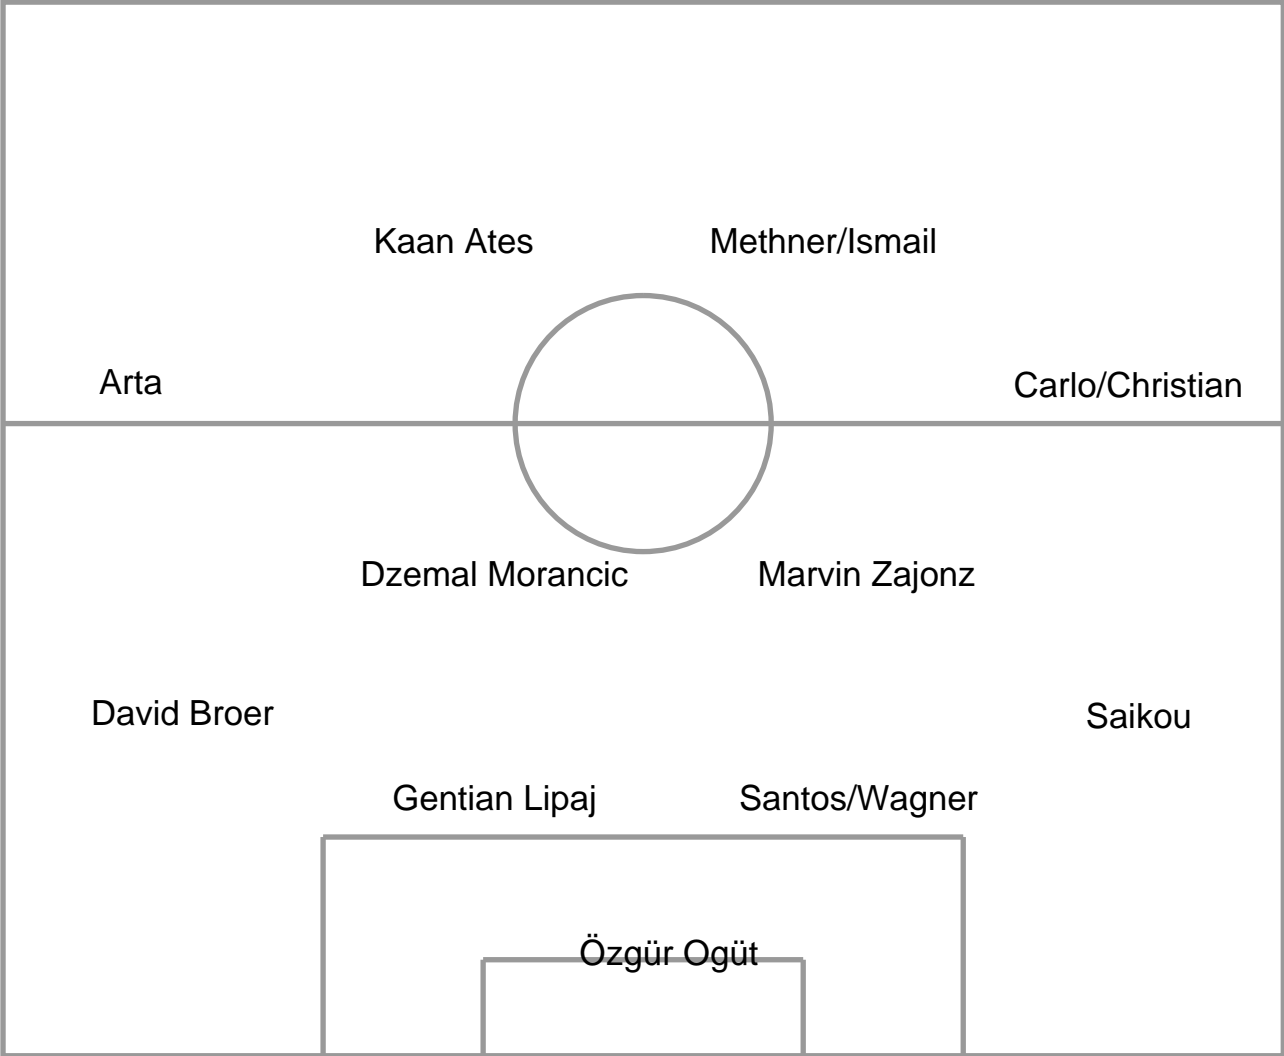 Kaan Ates
Methner/Ismail
Arta
Carlo/Christian
Dzemal Morancic
Marvin Zajonz
David Broer
Saikou
Gentian Lipaj
Santos/Wagner
Özgür Ogüt